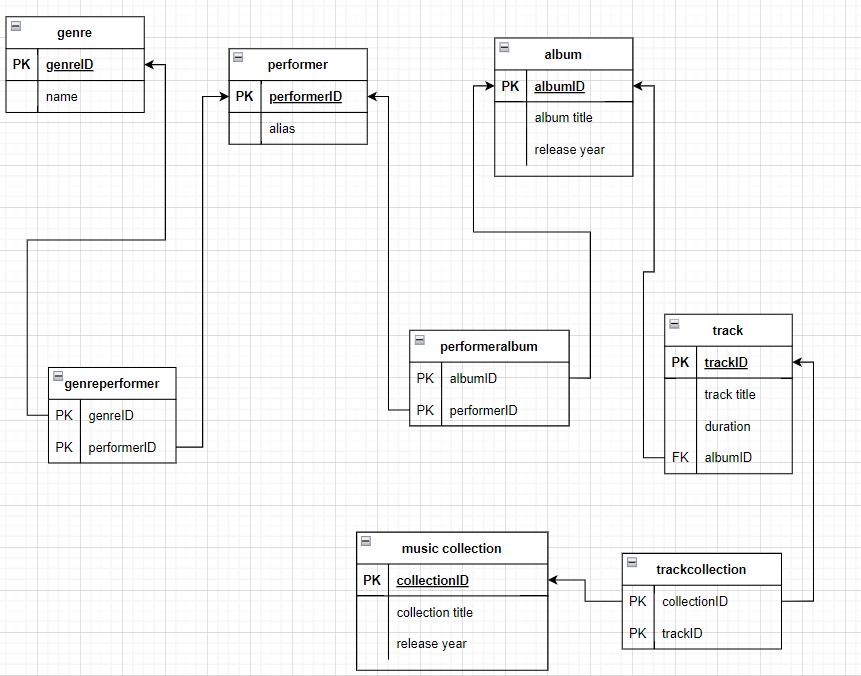 genre
PK genreID
name
performer
PK performerID
alias
album
PK albumID
album title
release year
genreperformer
PK genreID
PK performerID
performeralbum
PK albumID
PK performerID
track
PK trackID
track title
duration
FK albumID
music collection
PK collectionID
collection title
release year
trackcollection
PK collectionID
PK trackID